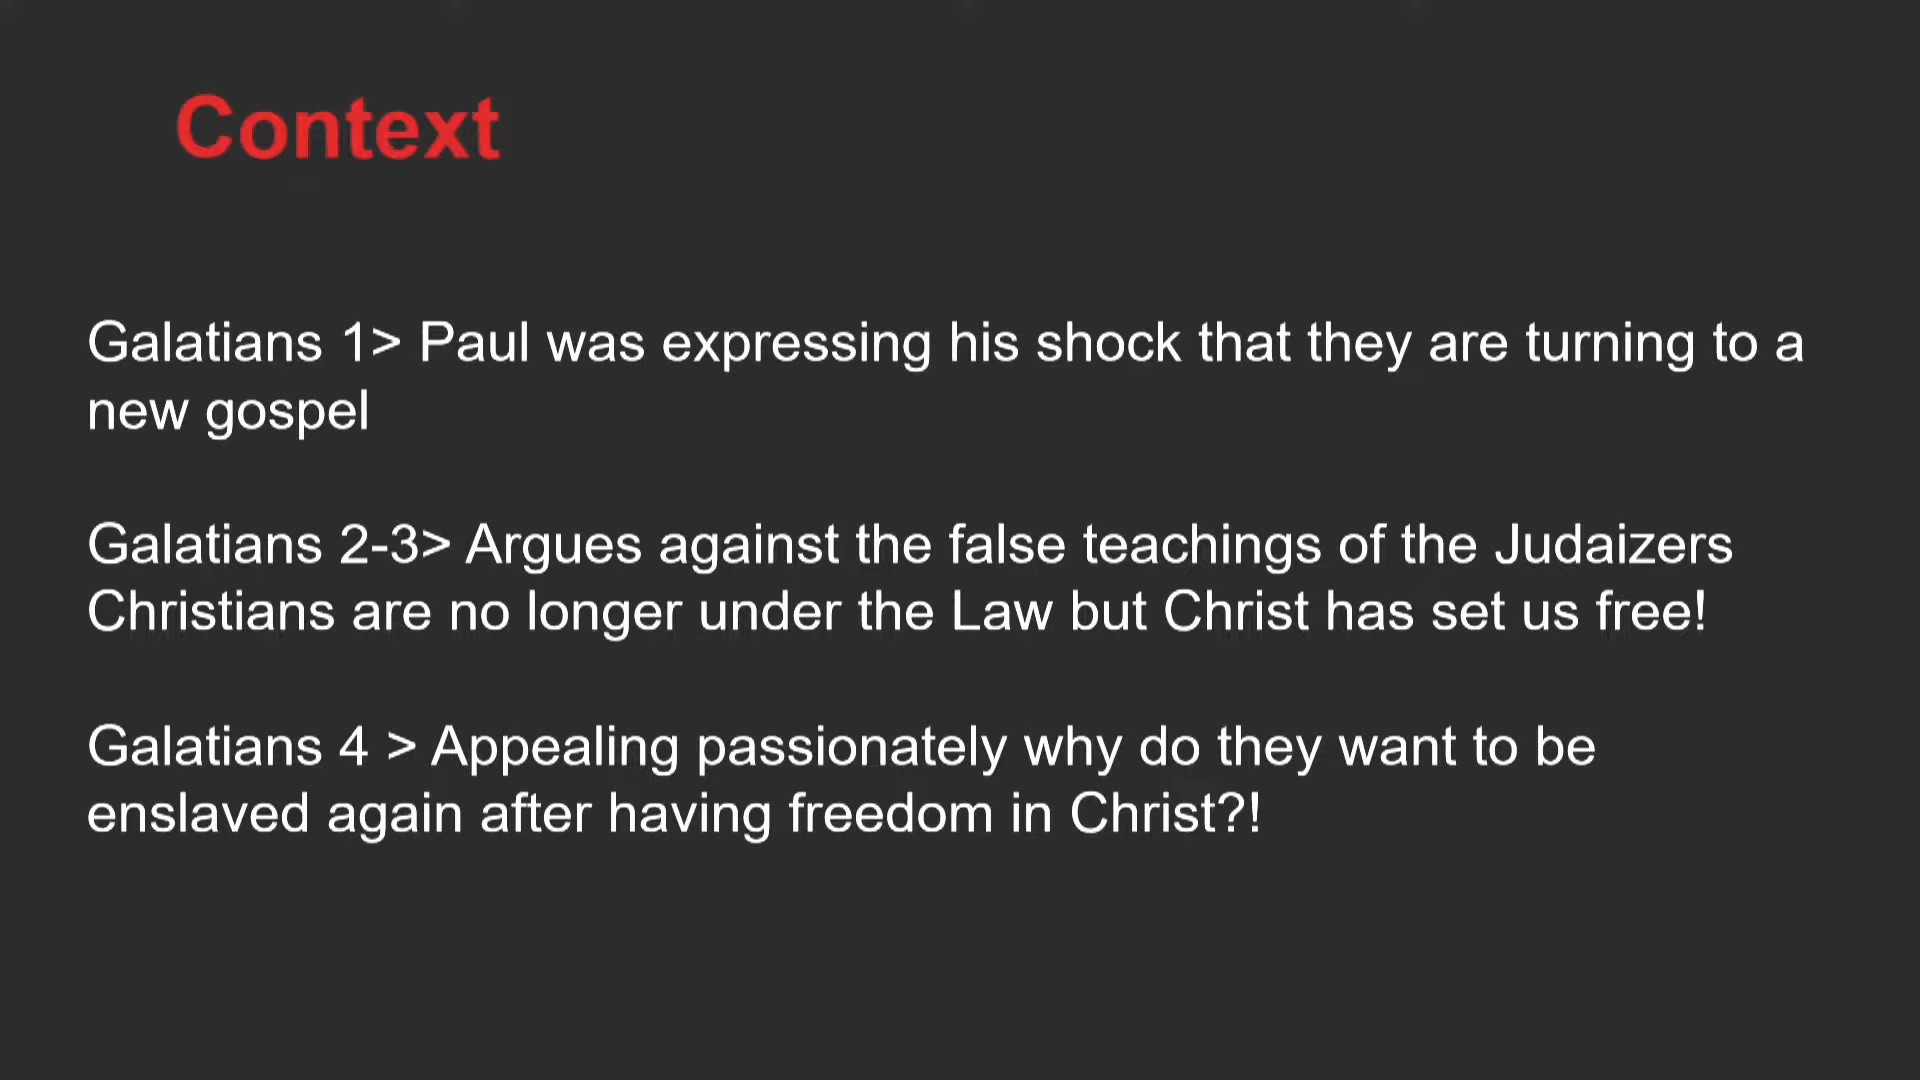 Context
Galatians 1> Paul was expressing his shock that they are turning to a
new gospel
Galatians 2-3> Argues against the false teachings of the Judaizers
Christians are no longer under the Law but Christ has set us free!
Galatians 4 > Appealing passionately why do they want to be
enslaved again after having freedom in Christ?!